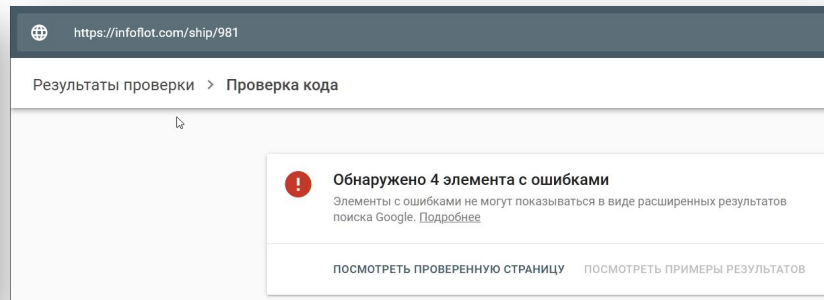 https://infoflot.com/ship/981
Результаты проверки > Проверка кода
Обнаружено 4 элемента с ошибками
Элементы с ошибками не могут показываться в виде расширенных результатов
поиска Google. Подробнее
ПОСМОТРЕТЬ ПРОВЕРЕННУЮ СТРАНИЦУ ПОСМОТРЕТЬ ПРИМЕРЫ РЕЗУЛЬТАТОВ